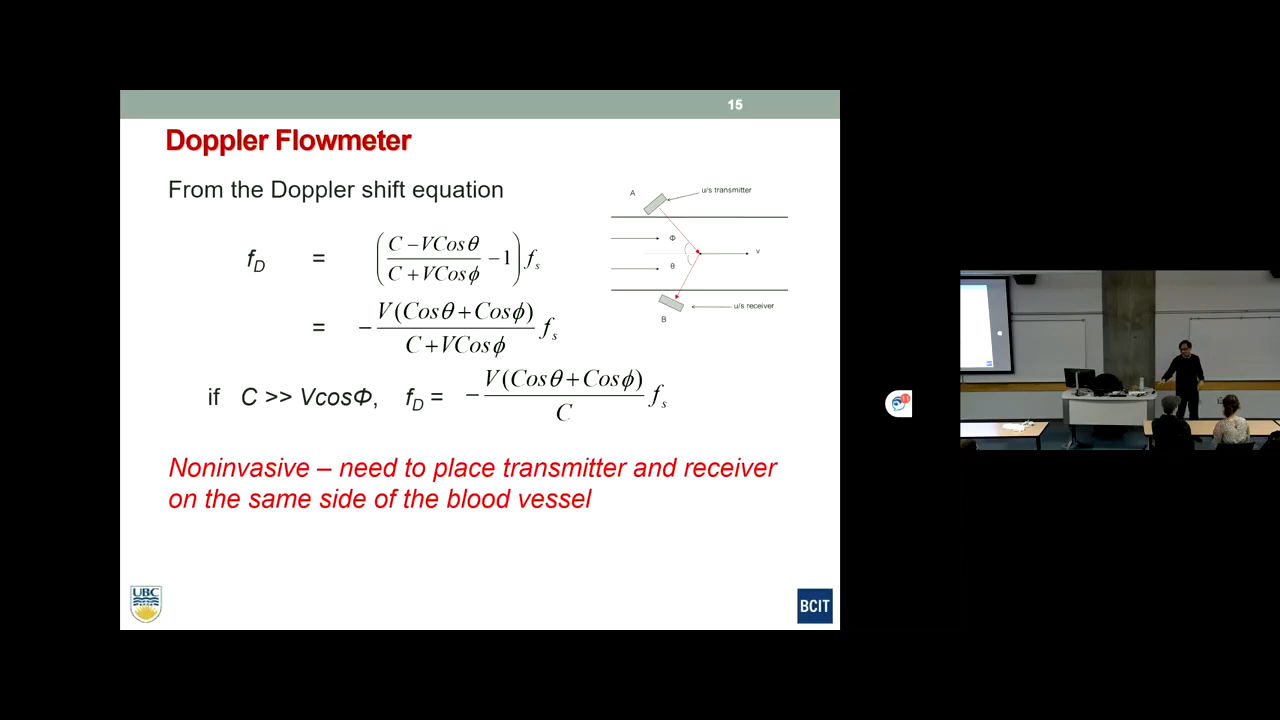 15
Doppler Flowmeter
From the Doppler shift equation
f_D = ( (C − VCosθ) / (C + VCosϕ) − 1 ) f_s
= − V(Cosθ + Cosϕ) / (C + VCosϕ) f_s
if C >> VcosΦ, f_D = − V(Cosθ + Cosϕ) / C f_s
A
u/s transmitter
Φ
v
θ
u/s receiver
B
Noninvasive – need to place transmitter and receiver
on the same side of the blood vessel
UBC
BCIT